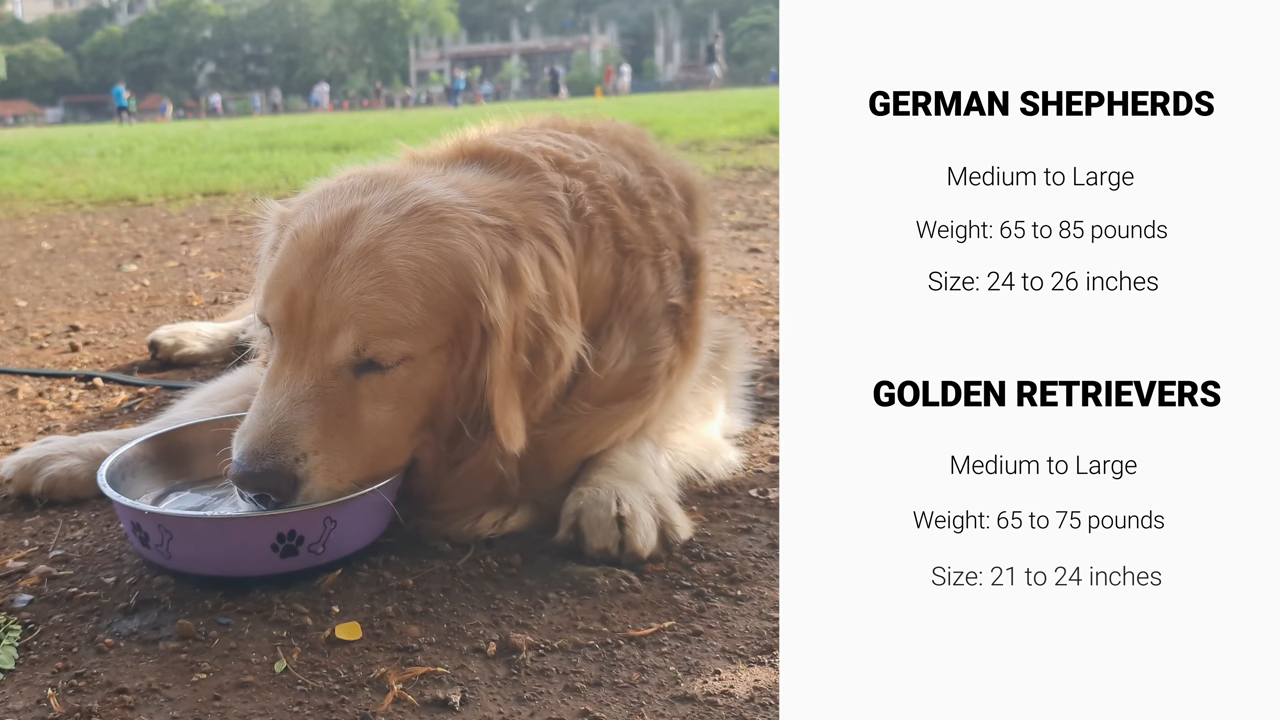 GERMAN SHEPHERDS
Medium to Large
Weight: 65 to 85 pounds
Size: 24 to 26 inches
GOLDEN RETRIEVERS
Medium to Large
Weight: 65 to 75 pounds
Size: 21 to 24 inches